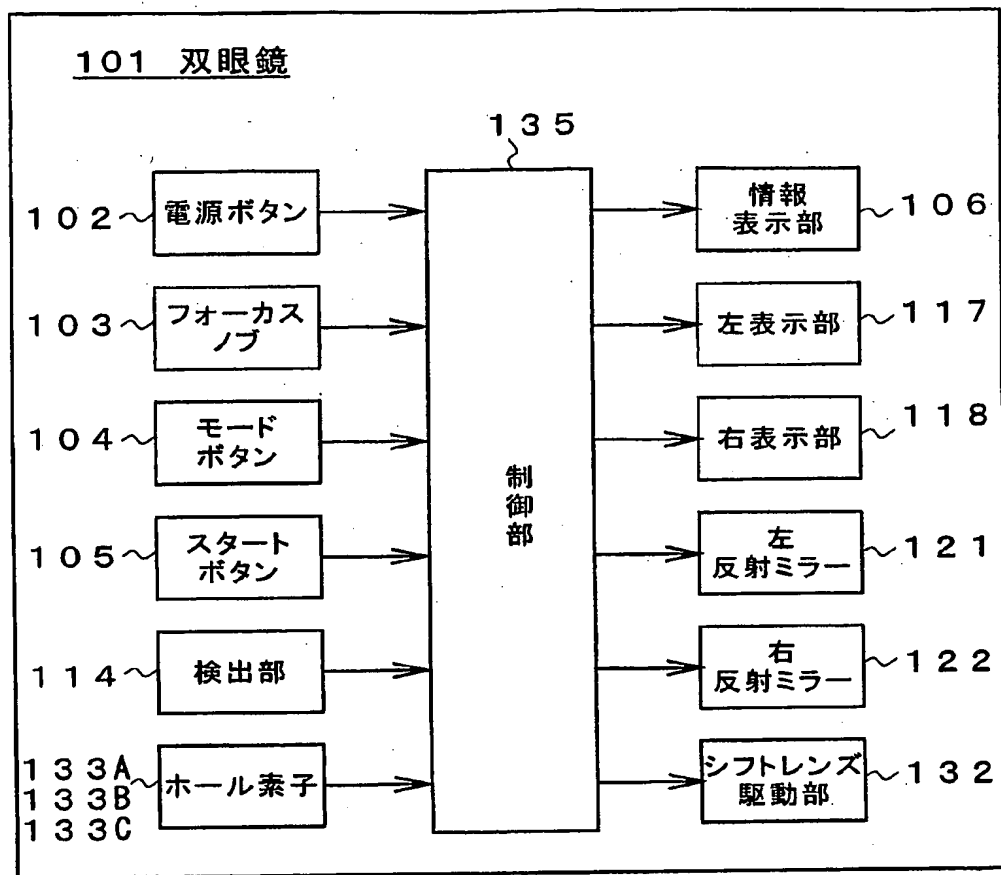 101 双眼鏡
135
102
電源ボタン
103
フォーカス
ノブ
104
モード
ボタン
105
スタート
ボタン
114
検出部
133A
133B
133C
ホール素子
制御部
情報
表示部
106
左表示部
117
右表示部
118
左
反射ミラー
121
右
反射ミラー
122
シフトレンズ
駆動部
132